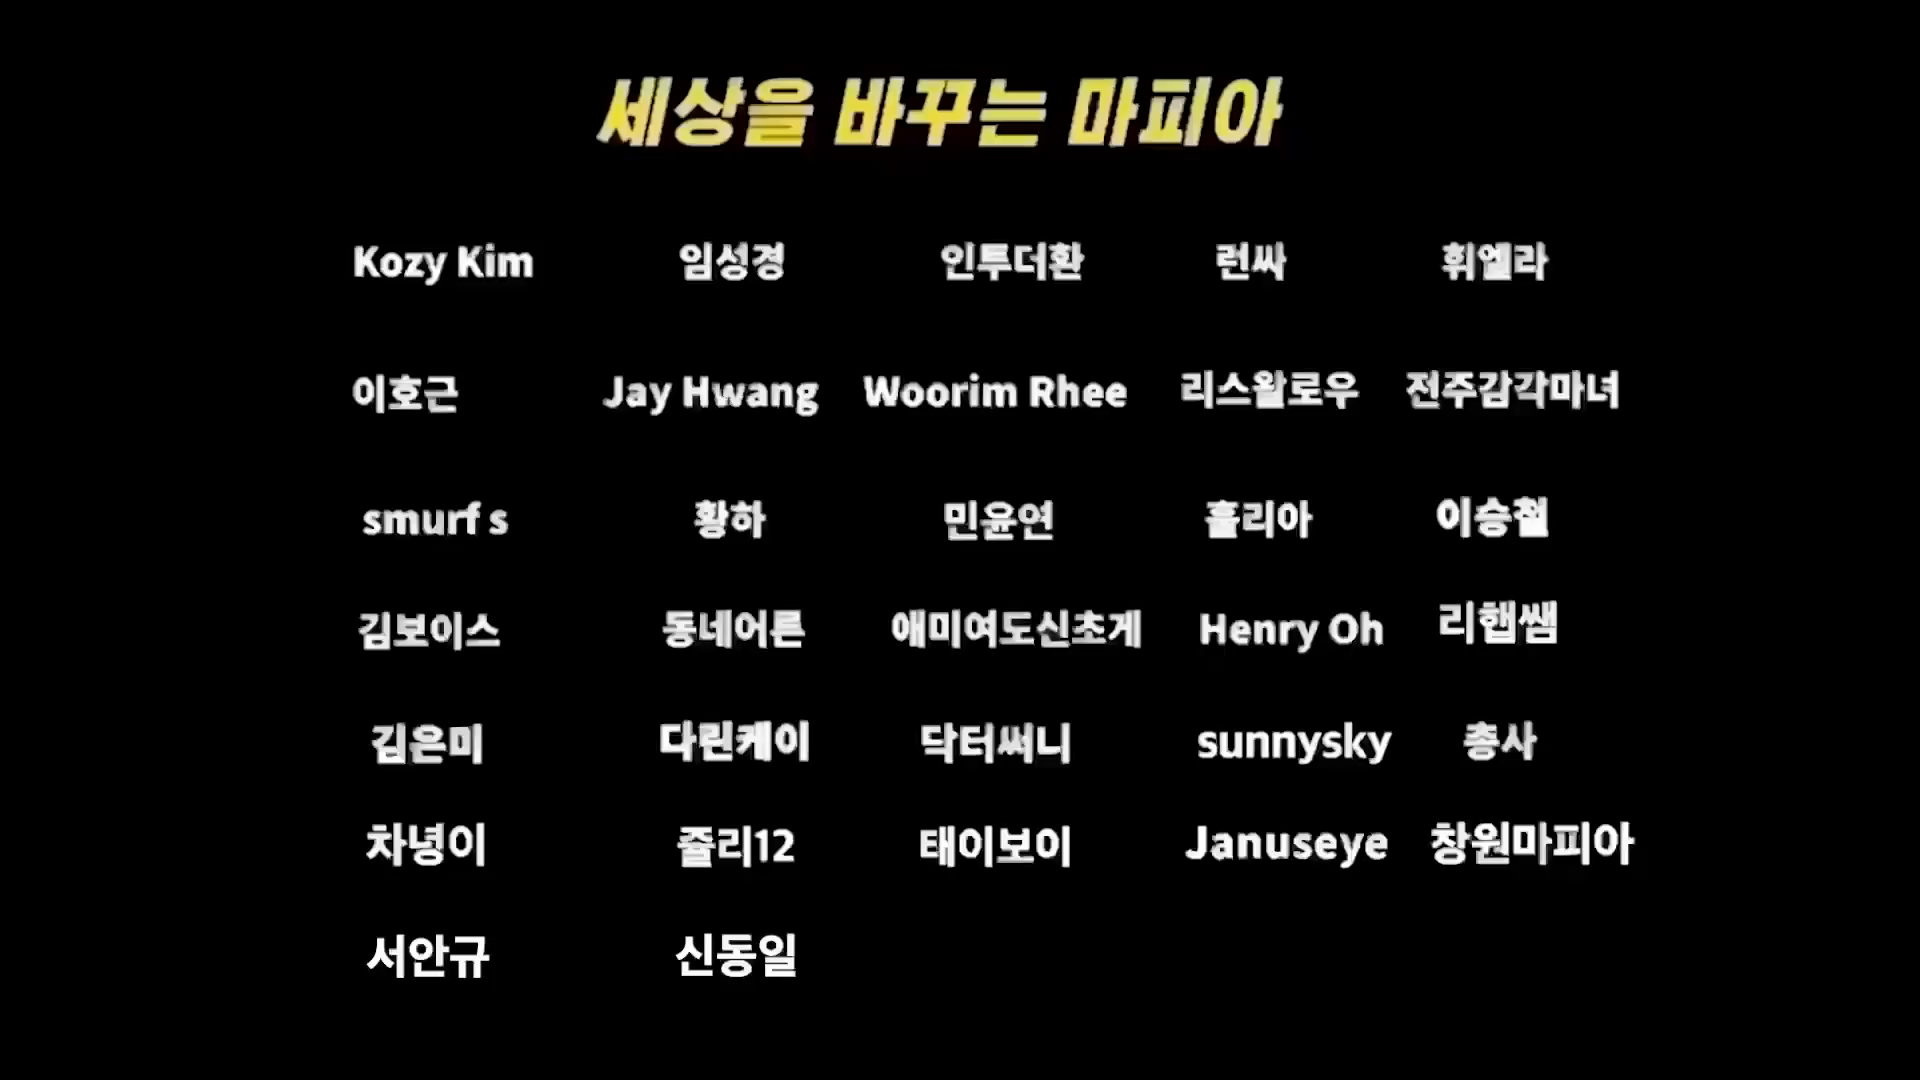 세상을 바꾸는 마피아
Kozy Kim 임성경 인투더환 런싸 휘엘라
이호근 Jay Hwang Woorim Rhee 리스왈로우 전주감각마녀
smurf s 황하 민윤연 훌리아 이승철
김보이스 동네어른 애미여도신초게 Henry Oh 리햅쌤
김은미 다린케이 닥터써니 sunnysky 총사
차녕이 쥴리12 태이보이 Januseye 창원마피아
서안규 신동일